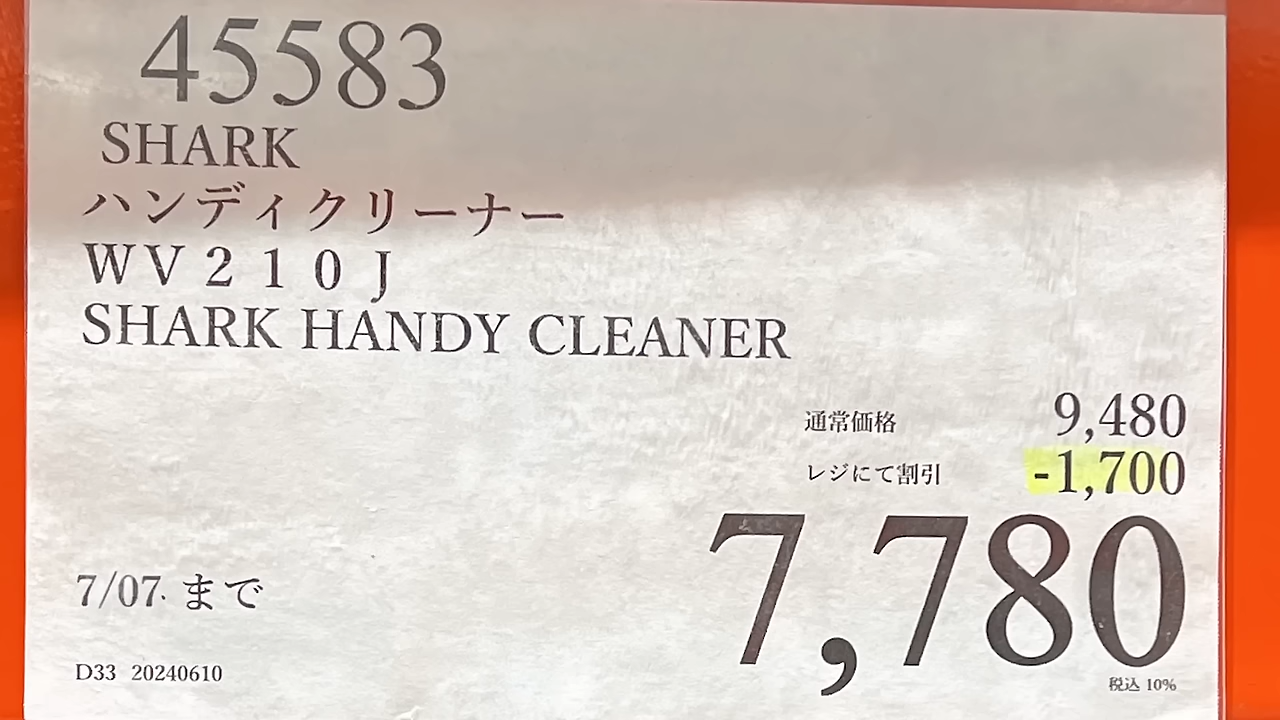 45583
SHARK
ハンディクリーナー
ＷＶ２１０Ｊ
SHARK HANDY CLEANER
通常価格 9,480
レジにて割引 -1,700
7,780
7/07 まで
D33 20240610
税込 10%